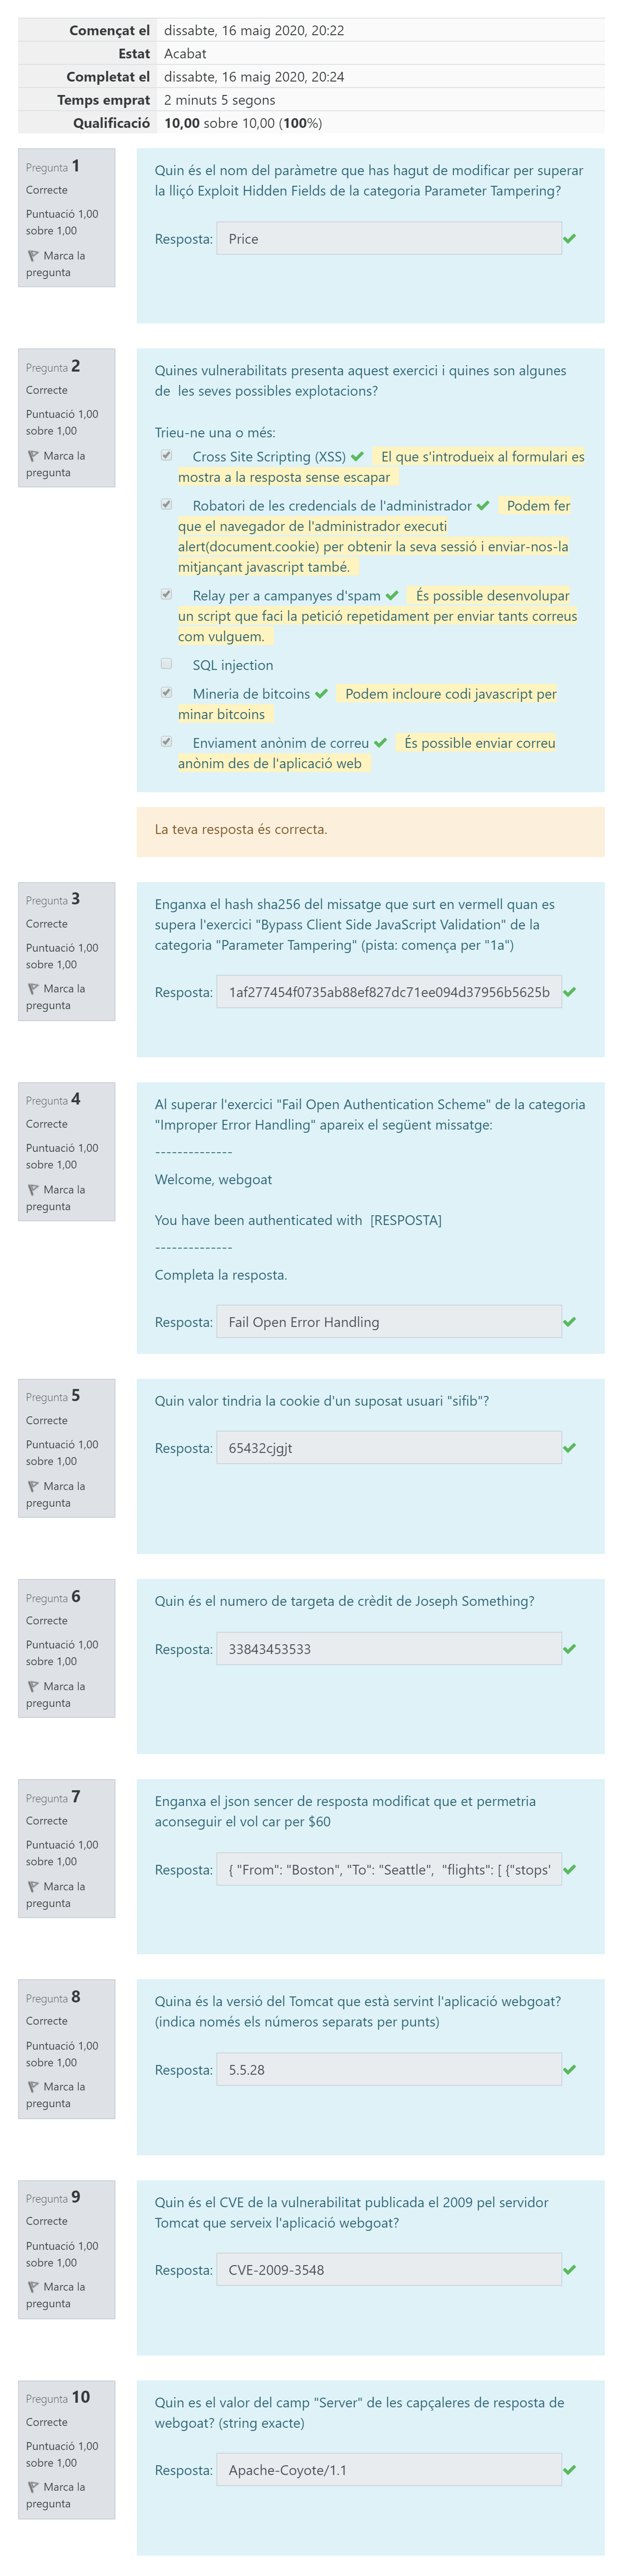 Començat el dissabte, 16 maig 2020, 20:22
Estat Acabat
Completat el dissabte, 16 maig 2020, 20:24
Temps emprat 2 minuts 5 segons
Qualificació 10,00 sobre 10,00 (100%)
Pregunta 1
Correcte
Puntuació 1,00
sobre 1,00
Marca la
pregunta
Quin és el nom del paràmetre que has hagut de modificar per superar
la lliçó Exploit Hidden Fields de la categoria Parameter Tampering?
Resposta: Price
Pregunta 2
Correcte
Puntuació 1,00
sobre 1,00
Marca la
pregunta
Quines vulnerabilitats presenta aquest exercici i quines son algunes
de les seves possibles explotacions?
Trieu-ne una o més:
Cross Site Scripting (XSS) El que s'introdueix al formulari es
mostra a la resposta sense escapar
Robatori de les credencials de l'administrador Podem fer
que el navegador de l'administrador executi
alert(document.cookie) per obtenir la seva sessió i enviar-nos-la
mitjançant javascript també.
Relay per a campanyes d'spam És possible desenvolupar
un script que faci la petició repetidament per enviar tants correus
com vulguem.
SQL injection
Mineria de bitcoins Podem incloure codi javascript per
minar bitcoins
Enviament anònim de correu És possible enviar correu
anònim des de l'aplicació web
La teva resposta és correcta.
Pregunta 3
Correcte
Puntuació 1,00
sobre 1,00
Marca la
pregunta
Enganxa el hash sha256 del missatge que surt en vermell quan es
supera l'exercici "Bypass Client Side JavaScript Validation" de la
categoria "Parameter Tampering" (pista: comença per "1a")
Resposta: 1af277454f0735ab88ef827dc71ee094d37956b5625b
Pregunta 4
Correcte
Puntuació 1,00
sobre 1,00
Marca la
pregunta
Al superar l'exercici "Fail Open Authentication Scheme" de la categoria
"Improper Error Handling" apareix el següent missatge:
--------------
Welcome, webgoat
You have been authenticated with [RESPOSTA]
--------------
Completa la resposta.
Resposta: Fail Open Error Handling
Pregunta 5
Correcte
Puntuació 1,00
sobre 1,00
Marca la
pregunta
Quin valor tindria la cookie d'un suposat usuari "sifib"?
Resposta: 65432cjgjt
Pregunta 6
Correcte
Puntuació 1,00
sobre 1,00
Marca la
pregunta
Quin és el numero de targeta de crèdit de Joseph Something?
Resposta: 33843453533
Pregunta 7
Correcte
Puntuació 1,00
sobre 1,00
Marca la
pregunta
Enganxa el json sencer de resposta modificat que et permetria
aconseguir el vol car per $60
Resposta: { "From": "Boston", "To": "Seattle", "flights": [ {"stops"
Pregunta 8
Correcte
Puntuació 1,00
sobre 1,00
Marca la
pregunta
Quina és la versió del Tomcat que està servint l'aplicació webgoat?
(indica només els números separats per punts)
Resposta: 5.5.28
Pregunta 9
Correcte
Puntuació 1,00
sobre 1,00
Marca la
pregunta
Quin és el CVE de la vulnerabilitat publicada el 2009 pel servidor
Tomcat que serveix l'aplicació webgoat?
Resposta: CVE-2009-3548
Pregunta 10
Correcte
Puntuació 1,00
sobre 1,00
Marca la
pregunta
Quin es el valor del camp "Server" de les capçaleres de resposta de
webgoat? (string exacte)
Resposta: Apache-Coyote/1.1